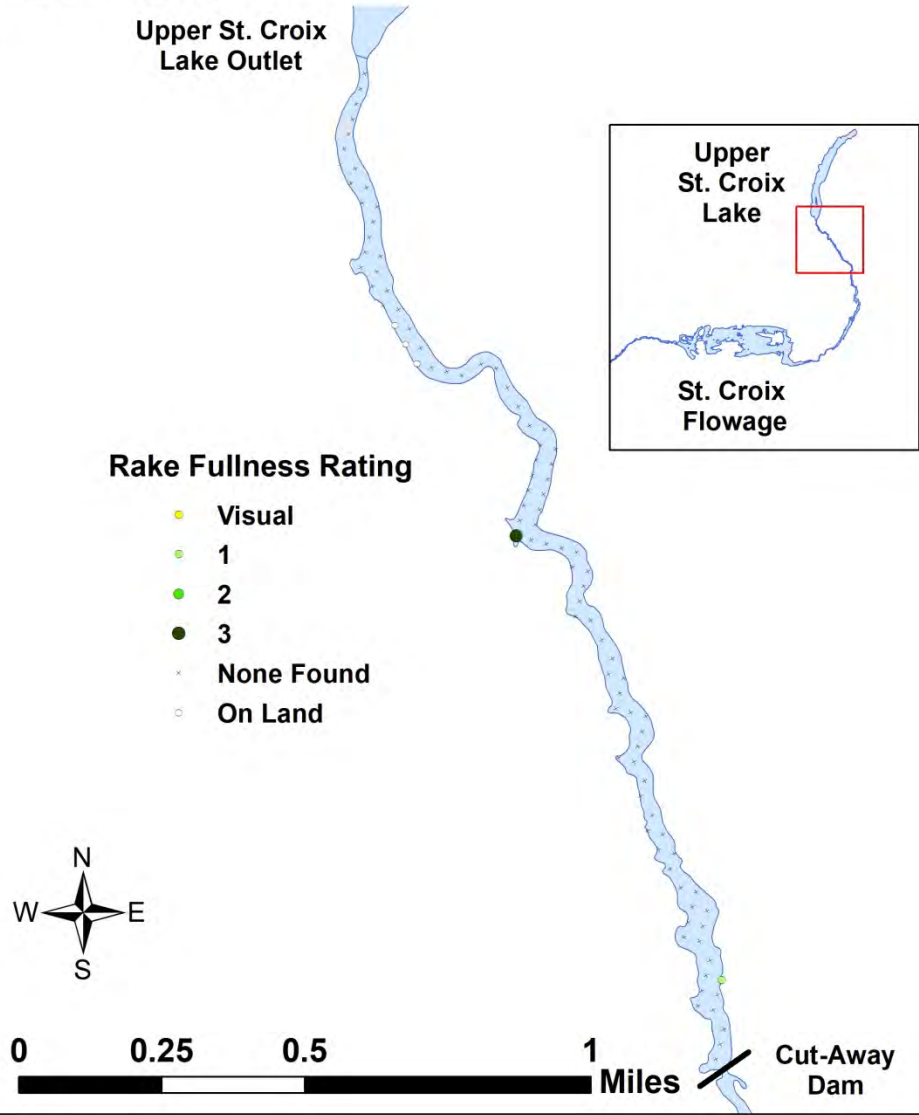 Upper St. Croix
Lake Outlet
Upper
St. Croix
Lake
St. Croix
Flowage
Rake Fullness Rating
Visual
1
2
3
None Found
On Land
N
W E
S
0 0.25 0.5 1
Miles
Cut-Away
Dam